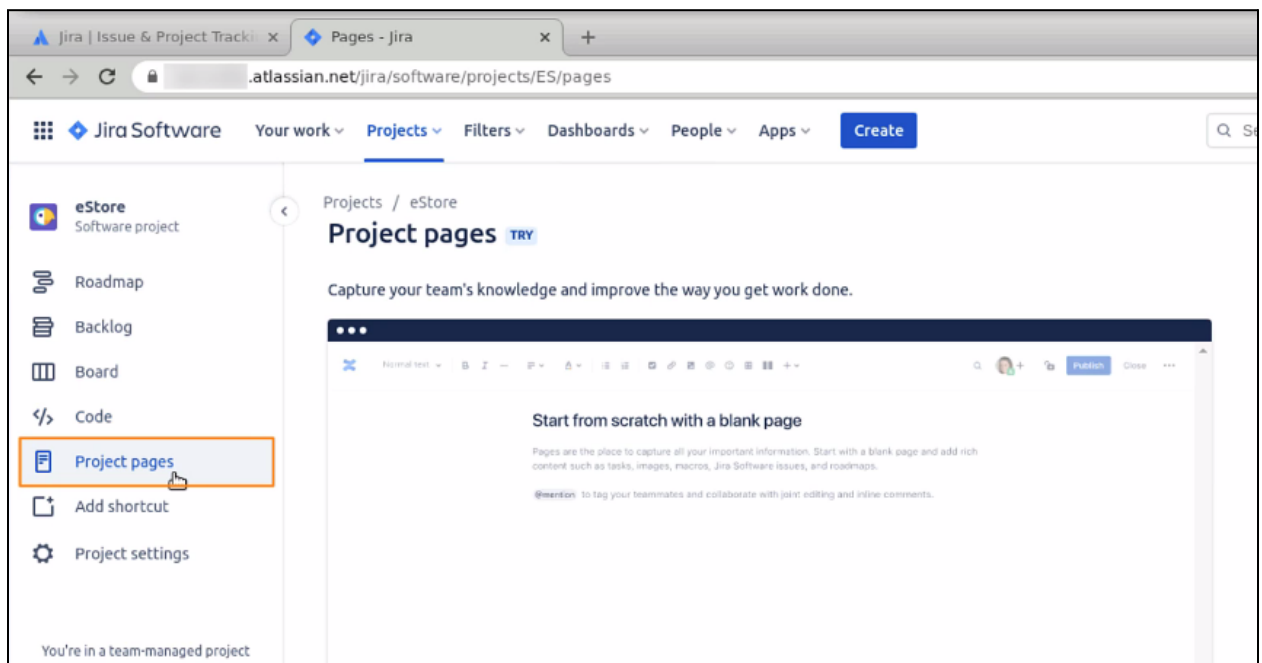 Jira | Issue & Project Tracki
Pages - Jira
.atlassian.net/jira/software/projects/ES/pages
Jira Software Your work Projects Filters Dashboards People Apps Create
eStore
Software project
Roadmap
Backlog
Board
Code
Project pages
Add shortcut
Project settings
You're in a team-managed project
Projects / eStore
Project pages TRY
Capture your team's knowledge and improve the way you get work done.
Normal text B I Publish Close
Start from scratch with a blank page
Pages are the place to capture all your important information. Start with a blank page and add rich
content such as tasks, images, macros, Jira Software issues, and roadmaps.
@mention to tag your teammates and collaborate with joint editing and inline comments.